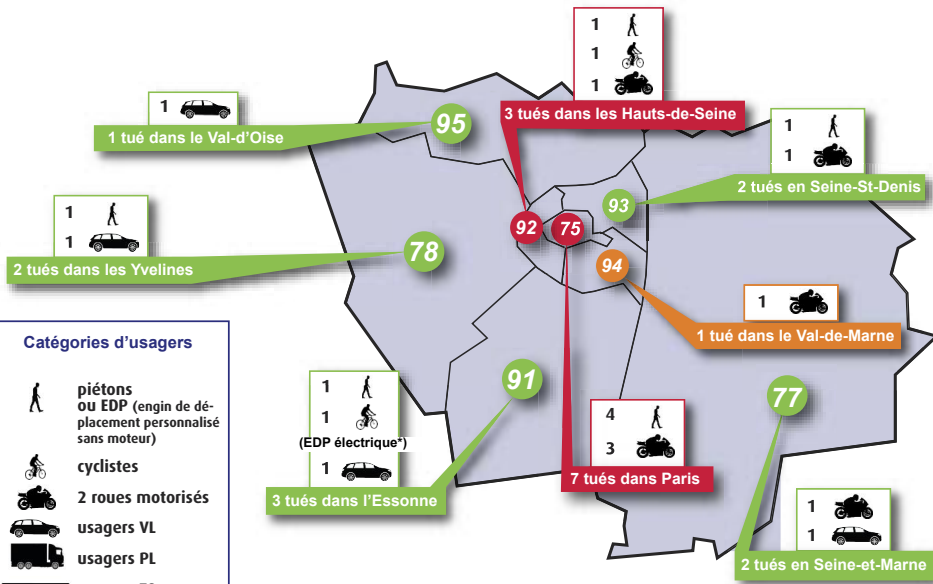 1
1
1
3 tués dans les Hauts-de-Seine
1
1 tué dans le Val-d'Oise
95
1
1
2 tués en Seine-St-Denis
93
92
75
1
1
2 tués dans les Yvelines
78
94
1
1 tué dans le Val-de-Marne
91
77
1
1
(EDP électrique*)
1
3 tués dans l'Essonne
4
3
7 tués dans Paris
1
1
2 tués en Seine-et-Marne
Catégories d'usagers
piétons
ou EDP (engin de dé-
placement personnalisé
sans moteur)
cyclistes
2 roues motorisés
usagers VL
usagers PL